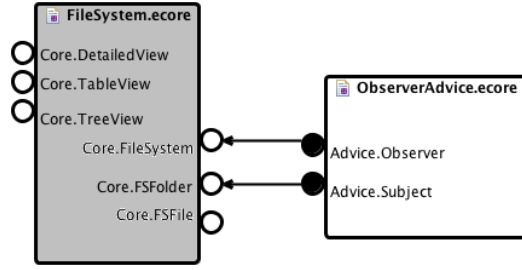 FileSystem.ecore
Core.DetailedView
Core.TableView
Core.TreeView
Core.FileSystem
Core.FSFolder
Core.FSFile
ObserverAdvice.ecore
Advice.Observer
Advice.Subject